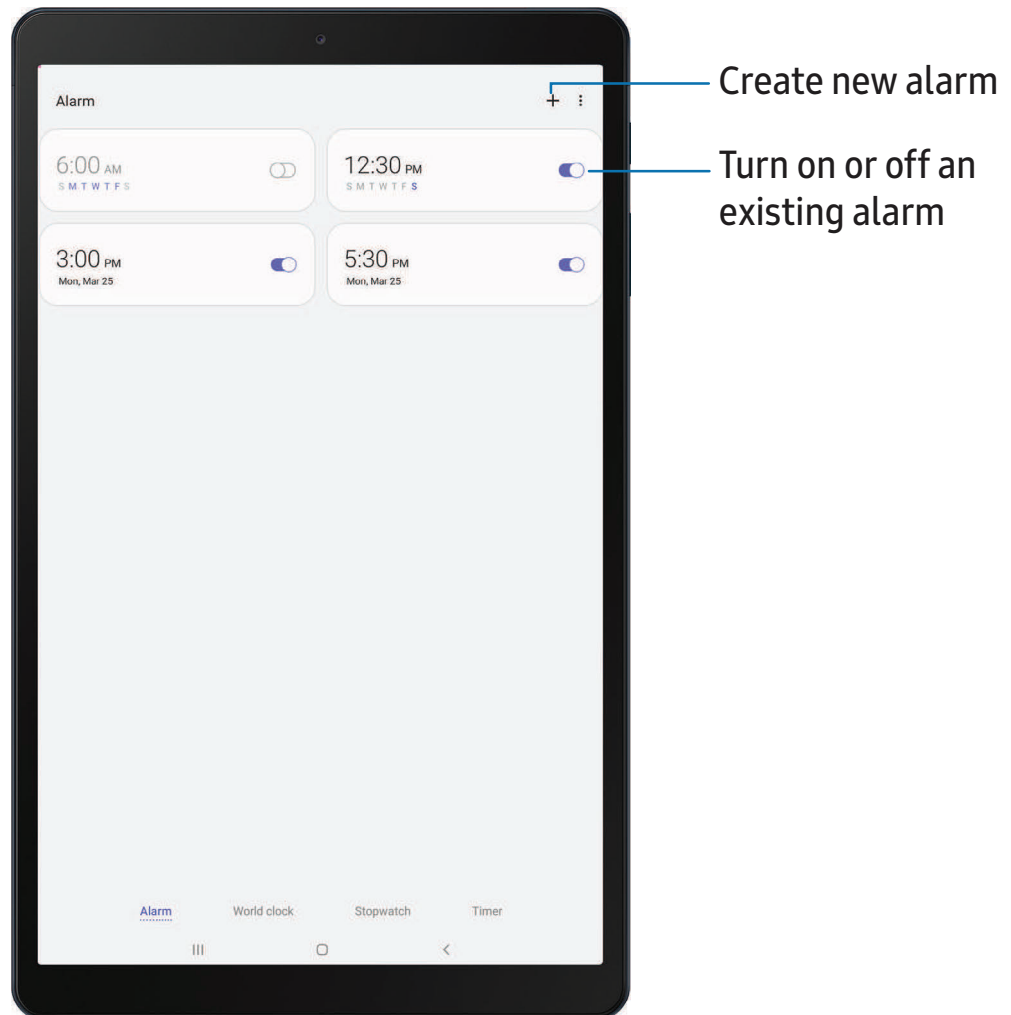 Create new alarm
Alarm
6:00 AM
S M T W T F S
12:30 PM
S M T W T F S
Turn on or off an
existing alarm
3:00 PM
Mon, Mar 25
5:30 PM
Mon, Mar 25
Alarm World clock Stopwatch Timer